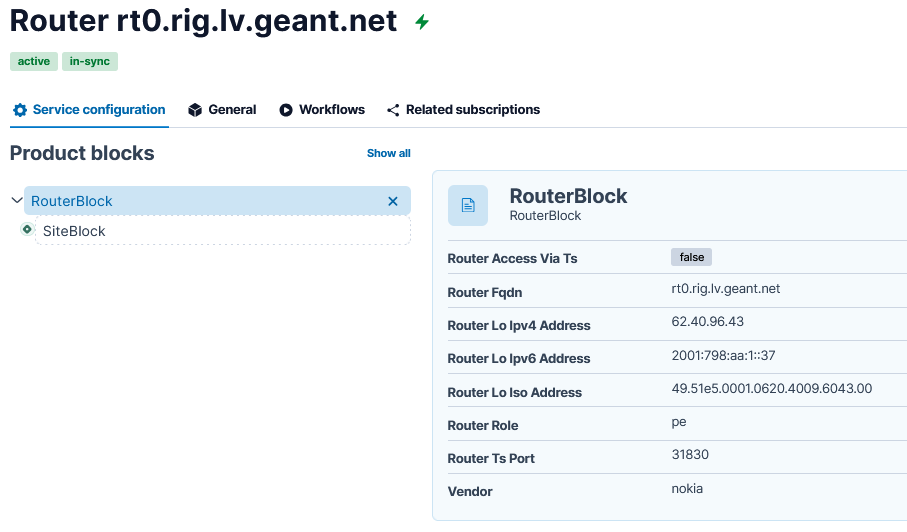 Router rt0.rig.lv.geant.net
active in-sync
Service configuration General Workflows Related subscriptions
Product blocks Show all
RouterBlock
SiteBlock
RouterBlock
RouterBlock
Router Access Via Ts false
Router Fqdn rt0.rig.lv.geant.net
Router Lo Ipv4 Address 62.40.96.43
Router Lo Ipv6 Address 2001:798:aa:1::37
Router Lo Iso Address 49.51e5.0001.0620.4009.6043.00
Router Role pe
Router Ts Port 31830
Vendor nokia